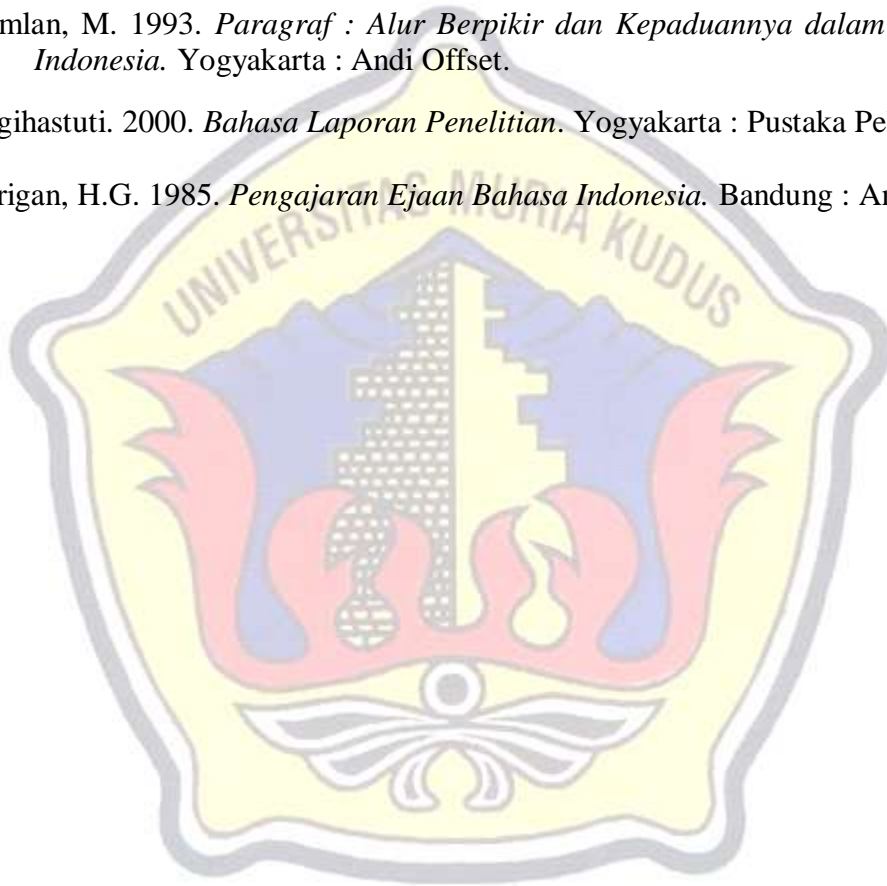 mlan, M. 1993. Paragraf : Alur Berpikir dan Kepaduannya dalam
Indonesia. Yogyakarta : Andi Offset.
gihastuti. 2000. Bahasa Laporan Penelitian. Yogyakarta : Pustaka Pe
rigan, H.G. 1985. Pengajaran Ejaan Bahasa Indonesia. Bandung : An
UNIVERSITAS MURIA KUDUS